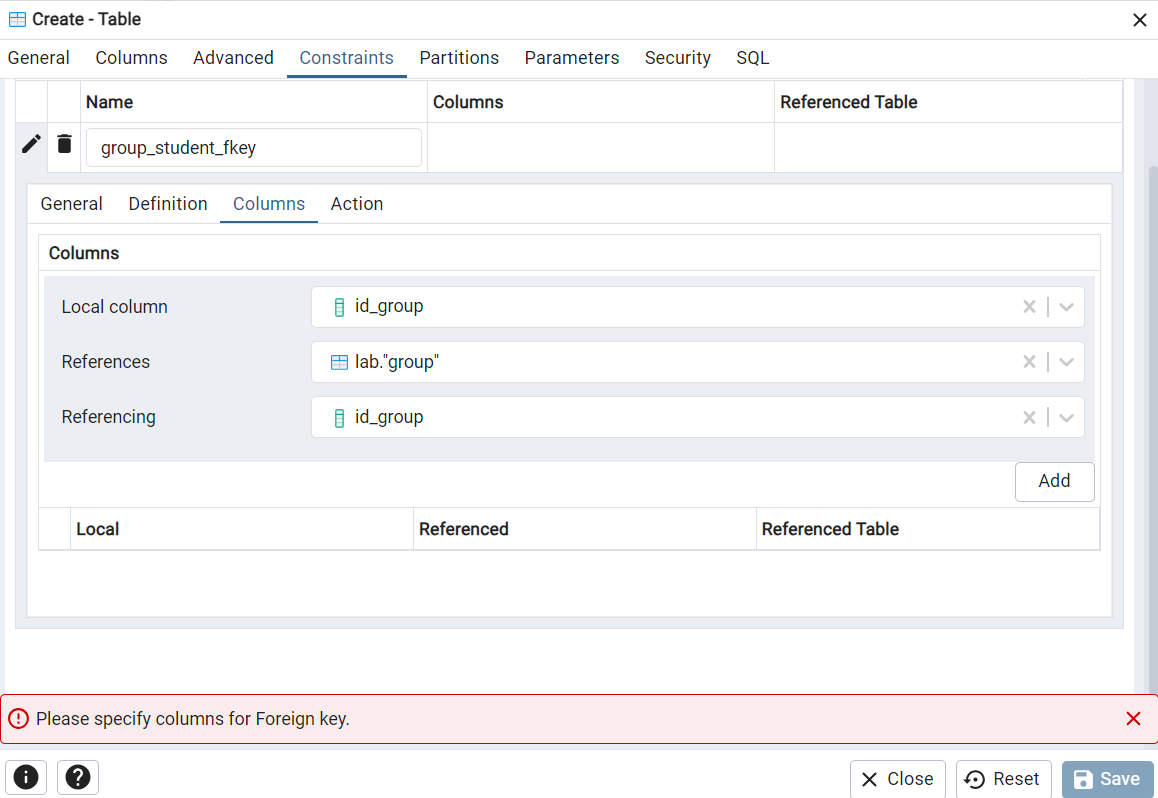 Create - Table
General Columns Advanced Constraints Partitions Parameters Security SQL
Name Columns Referenced Table
group_student_fkey
General Definition Columns Action
Columns
Local column id_group
References lab."group"
Referencing id_group
Add
Local Referenced Referenced Table
Please specify columns for Foreign key.
Close Reset Save